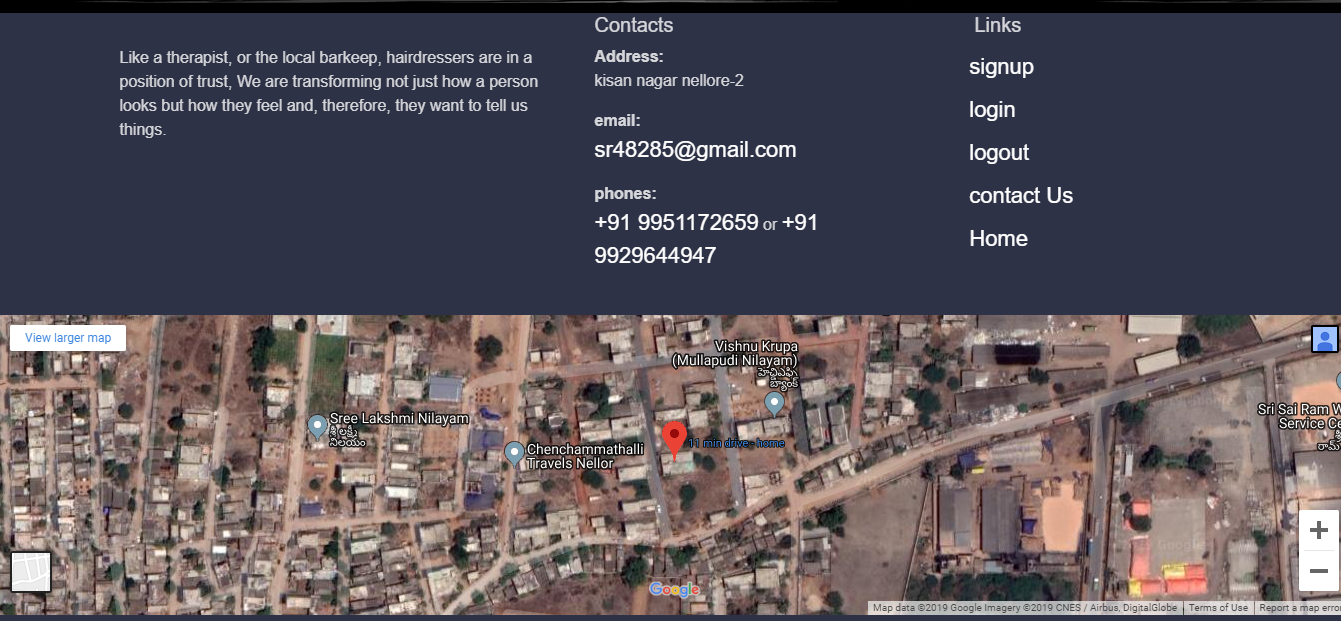 Like a therapist, or the local barkeep, hairdressers are in a
position of trust, We are transforming not just how a person
looks but how they feel and, therefore, they want to tell us
things.
Contacts
Address:
kisan nagar nellore-2
email:
sr48285@gmail.com
phones:
+91 9951172659 or +91
9929644947
Links
signup
login
logout
contact Us
Home
View larger map
Vishnu Krupa
(Mullapudi Nilayam)
బ్యాంక్
Sree Lakshmi Nilayam
శ్రీ లక్ష్మి
నిలయం
Chenchammathalli
Travels Nellor
11 min drive - home
Sri Sai Ram W
Service Ce
Google
Map data ©2019 Google Imagery ©2019 CNES / Airbus, DigitalGlobe
Terms of Use
Report a map error